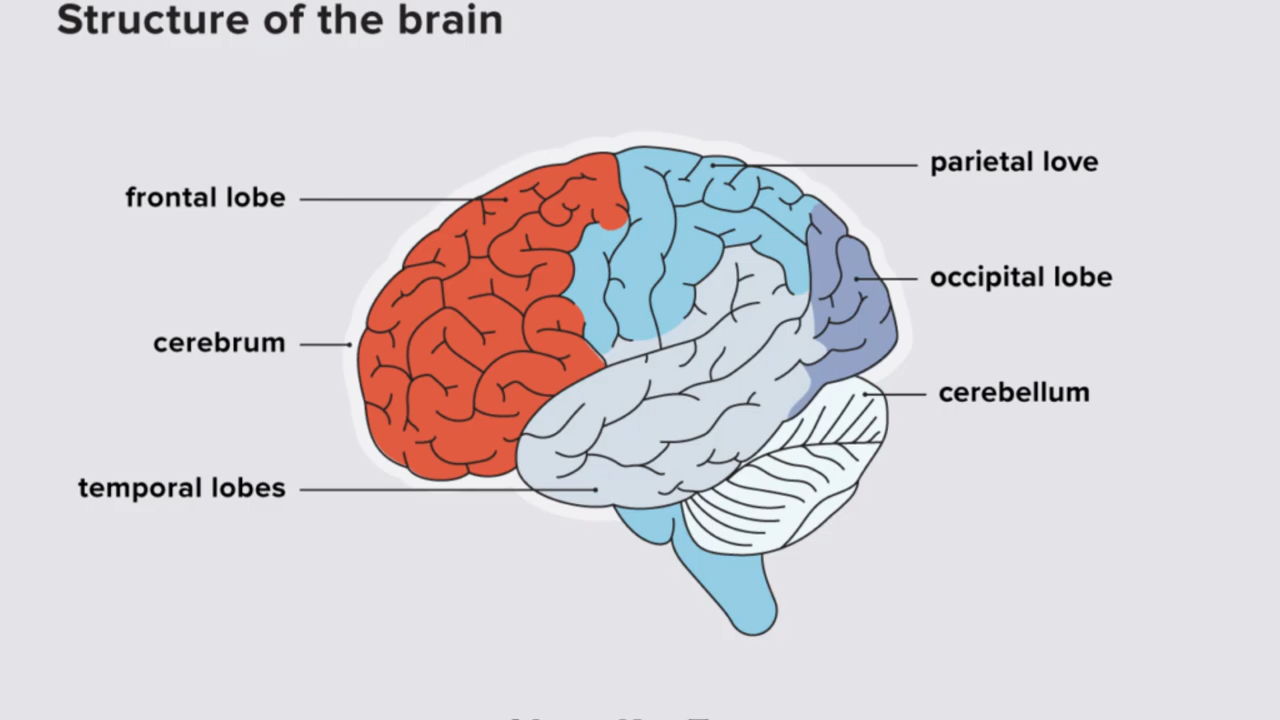 Structure of the brain
parietal love
frontal lobe
occipital lobe
cerebrum
cerebellum
temporal lobes